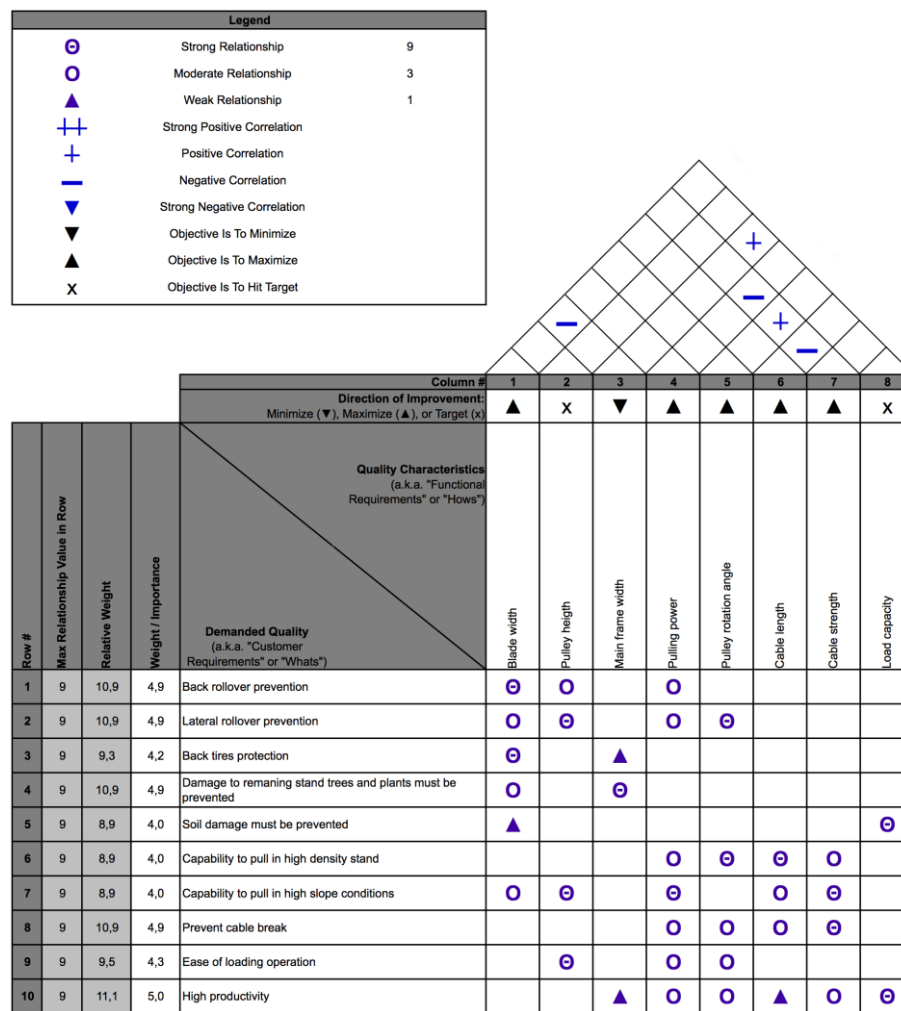 Legend
Strong Relationship 9
Moderate Relationship 3
Weak Relationship 1
Strong Positive Correlation
Positive Correlation
Negative Correlation
Strong Negative Correlation
Objective Is To Minimize
Objective Is To Maximize
x Objective Is To Hit Target
Column # 1 2 3 4 5 6 7 8
Direction of Improvement:
Minimize (▼), Maximize (▲), or Target (x)
▲ x ▼ ▲ ▲ ▲ ▲ x
Row #
Max Relationship Value in Row
Relative Weight
Weight / Importance
Quality Characteristics
(a.k.a. "Functional
Requirements" or "Hows")
Demanded Quality
(a.k.a. "Customer
Requirements" or "Whats")
Blade width
Pulley heigth
Main frame width
Pulling power
Pulley rotation angle
Cable length
Cable strength
Load capacity
1 9 10,9 4,9 Back rollover prevention Θ Ο Ο
2 9 10,9 4,9 Lateral rollover prevention Ο Θ Ο Θ
3 9 9,3 4,2 Back tires protection Θ ▲
4 9 10,9 4,9 Damage to remaning stand trees and plants must be
prevented Ο Θ
5 9 8,9 4,0 Soil damage must be prevented ▲ Θ
6 9 8,9 4,0 Capability to pull in high density stand Ο Θ Θ Ο
7 9 8,9 4,0 Capability to pull in high slope conditions Ο Θ Θ Ο Θ
8 9 10,9 4,9 Prevent cable break Ο Ο Ο Θ
9 9 9,5 4,3 Ease of loading operation Θ Ο Ο
10 9 11,1 5,0 High productivity ▲ Ο Ο ▲ Ο Θ